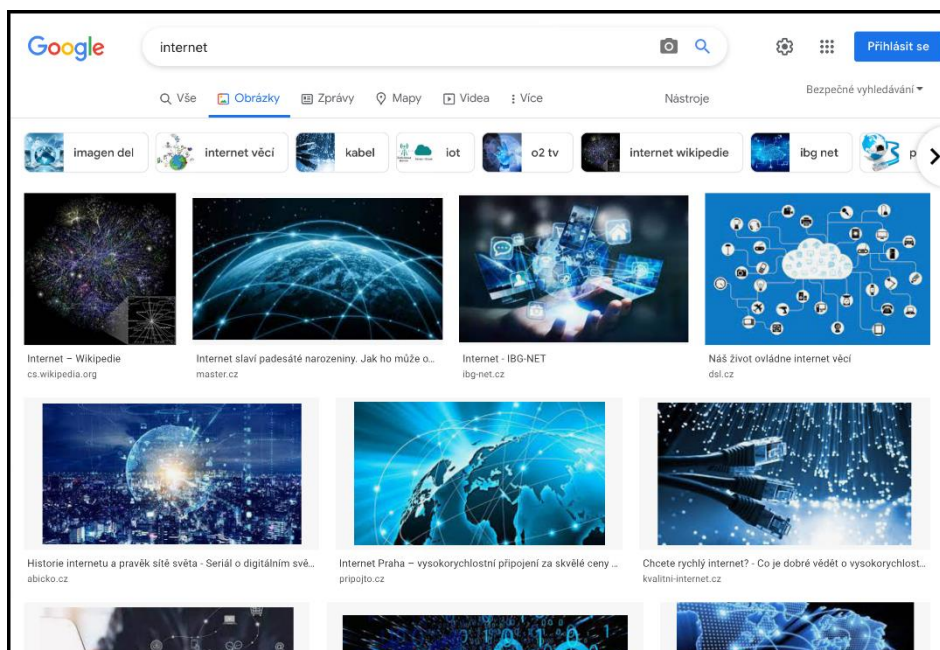 Google
internet
Přihlásit se
Vše
Obrázky
Zprávy
Mapy
Videa
Více
Nástroje
Bezpečné vyhledávání
imagen del
internet věcí
kabel
iot
o2 tv
internet wikipedie
ibg net
p
Internet – Wikipedie
cs.wikipedia.org
Internet slaví padesáté narozeniny. Jak ho může o...
master.cz
Internet - IBG-NET
ibg-net.cz
Náš život ovládne internet věcí
dsl.cz
Historie internetu a pravěk sítě světa - Seriál o digitálním svě...
abicko.cz
Internet Praha – vysokorychlostní připojení za skvělé ceny ...
pripojto.cz
Chcete rychlý internet? - Co je dobré vědět o vysokorychlost...
kvalitni-internet.cz